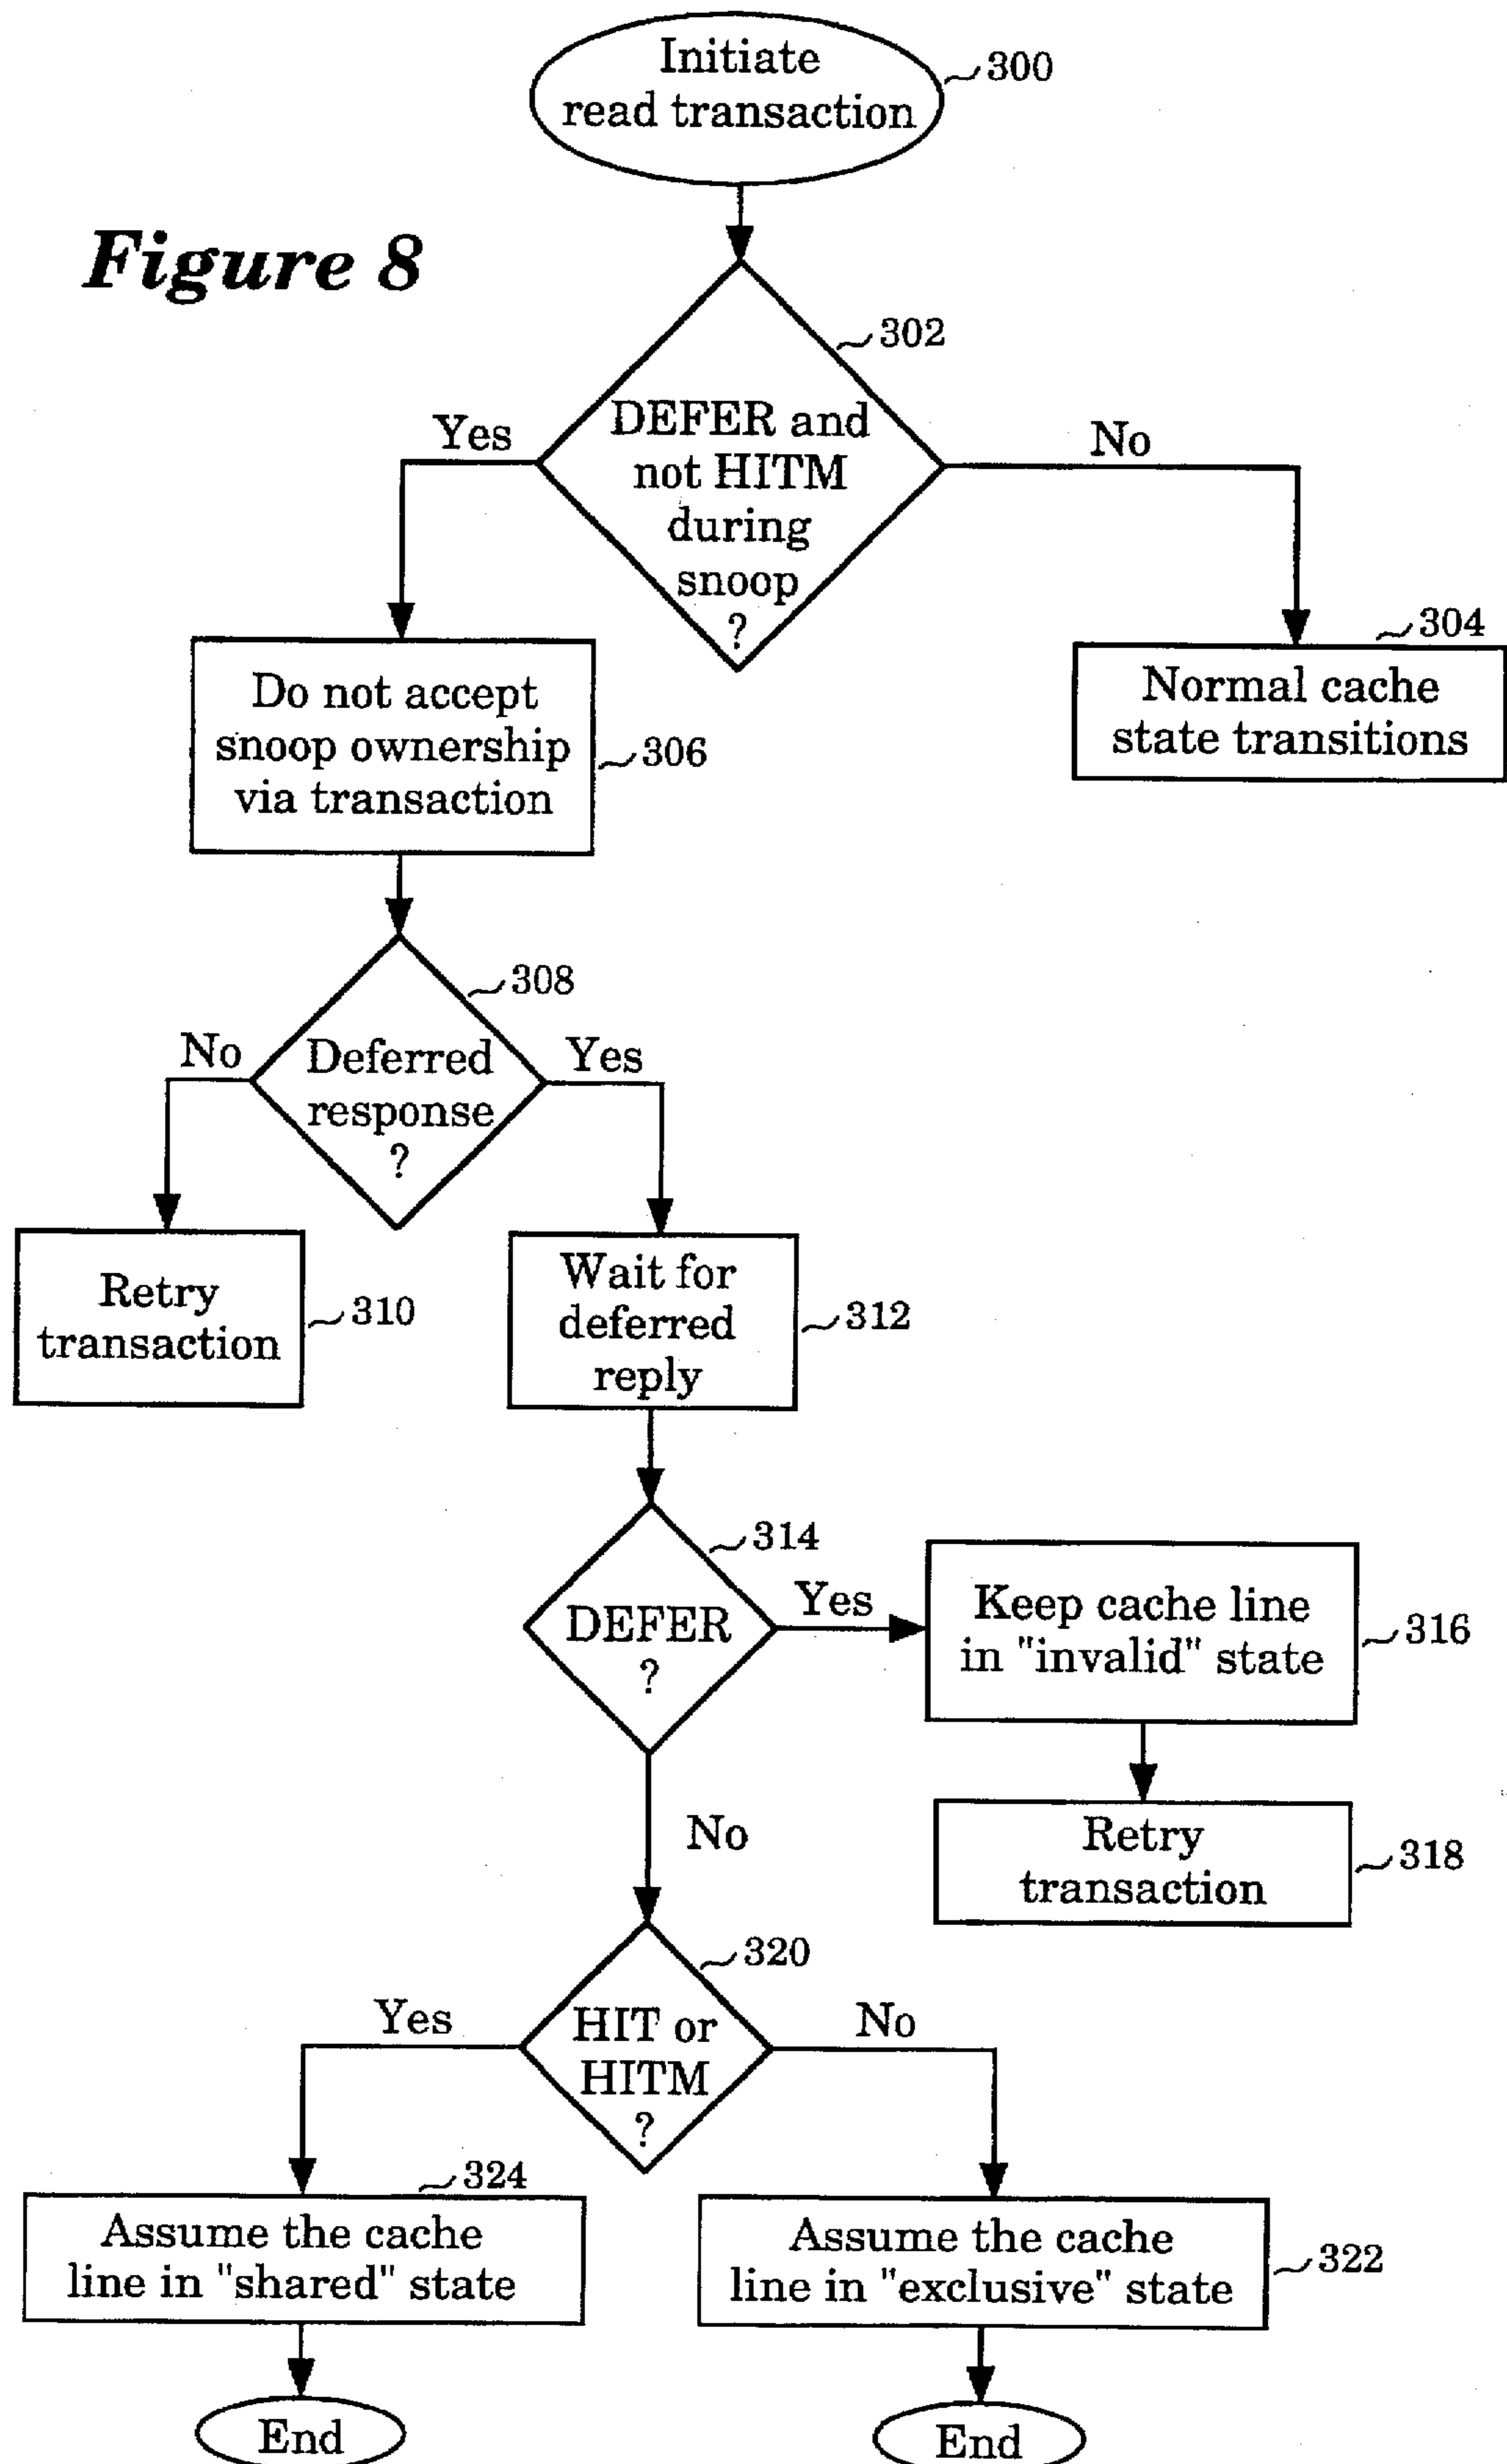 Initiate
read transaction
300
Figure 8
302
DEFER and
not HITM
during
snoop
?
Yes
No
304
Normal cache
state transitions
Do not accept
snoop ownership
via transaction
306
308
Deferred
response
?
No
Yes
Retry
transaction
310
Wait for
deferred
reply
312
314
DEFER
?
Yes
Keep cache line
in "invalid" state
316
Retry
transaction
318
No
320
HIT or
HITM
?
Yes
No
324
Assume the cache
line in "shared" state
Assume the cache
line in "exclusive" state
322
End
End